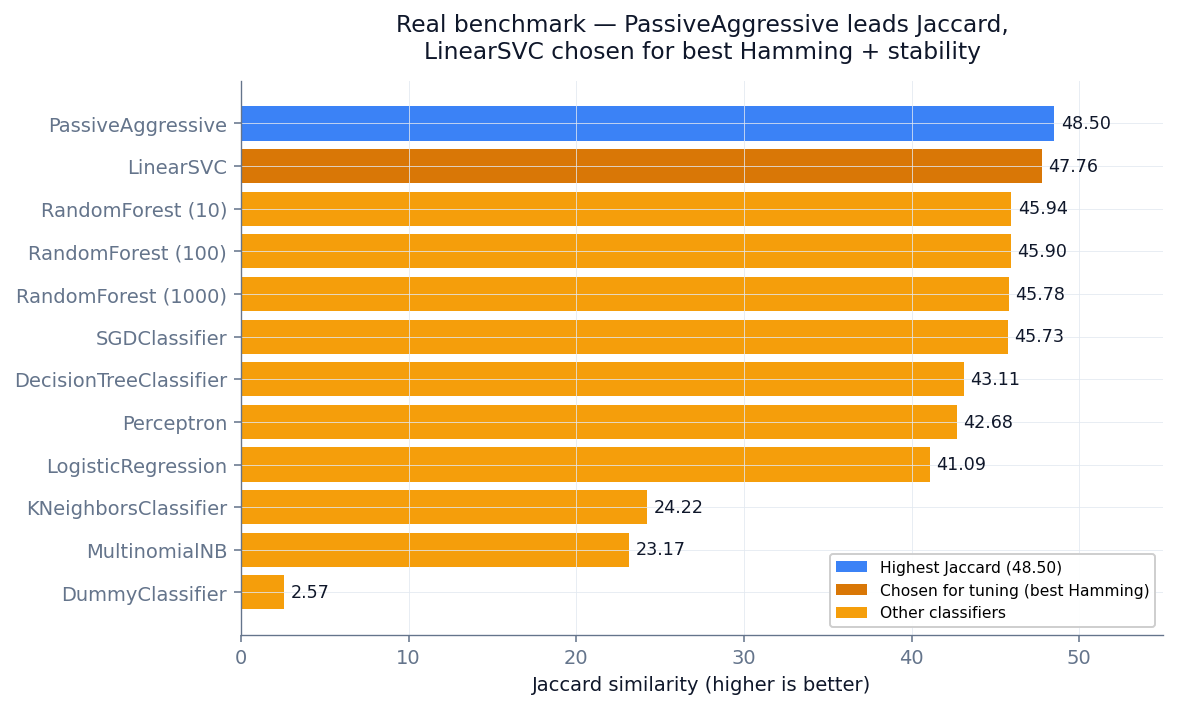 Real benchmark — PassiveAggressive leads Jaccard,
LinearSVC chosen for best Hamming + stability
PassiveAggressive 48.50
LinearSVC 47.76
RandomForest (10) 45.94
RandomForest (100) 45.90
RandomForest (1000) 45.78
SGDClassifier 45.73
DecisionTreeClassifier 43.11
Perceptron 42.68
LogisticRegression 41.09
KNeighborsClassifier 24.22
MultinomialNB 23.17
DummyClassifier 2.57
Highest Jaccard (48.50)
Chosen for tuning (best Hamming)
Other classifiers
0 10 20 30 40 50
Jaccard similarity (higher is better)